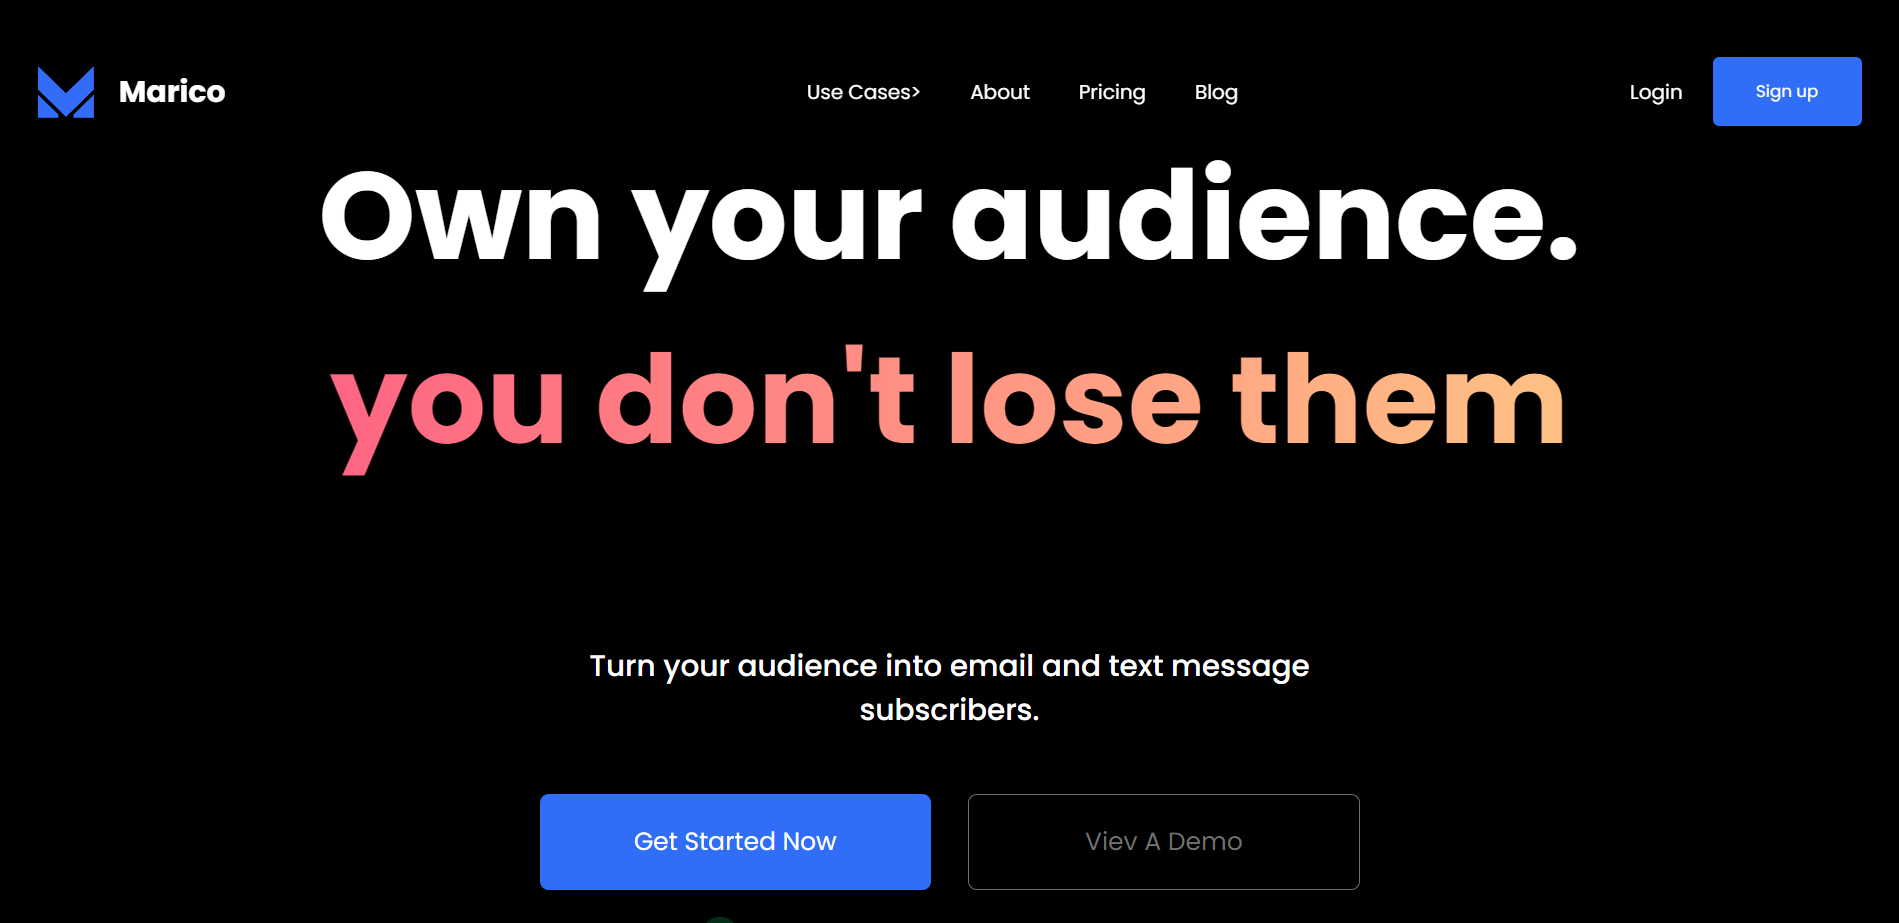 Marico
Use Cases>
About
Pricing
Blog
Login
Sign up
Own your audience.
you don't lose them
Turn your audience into email and text message
subscribers.
Get Started Now
Viev A Demo